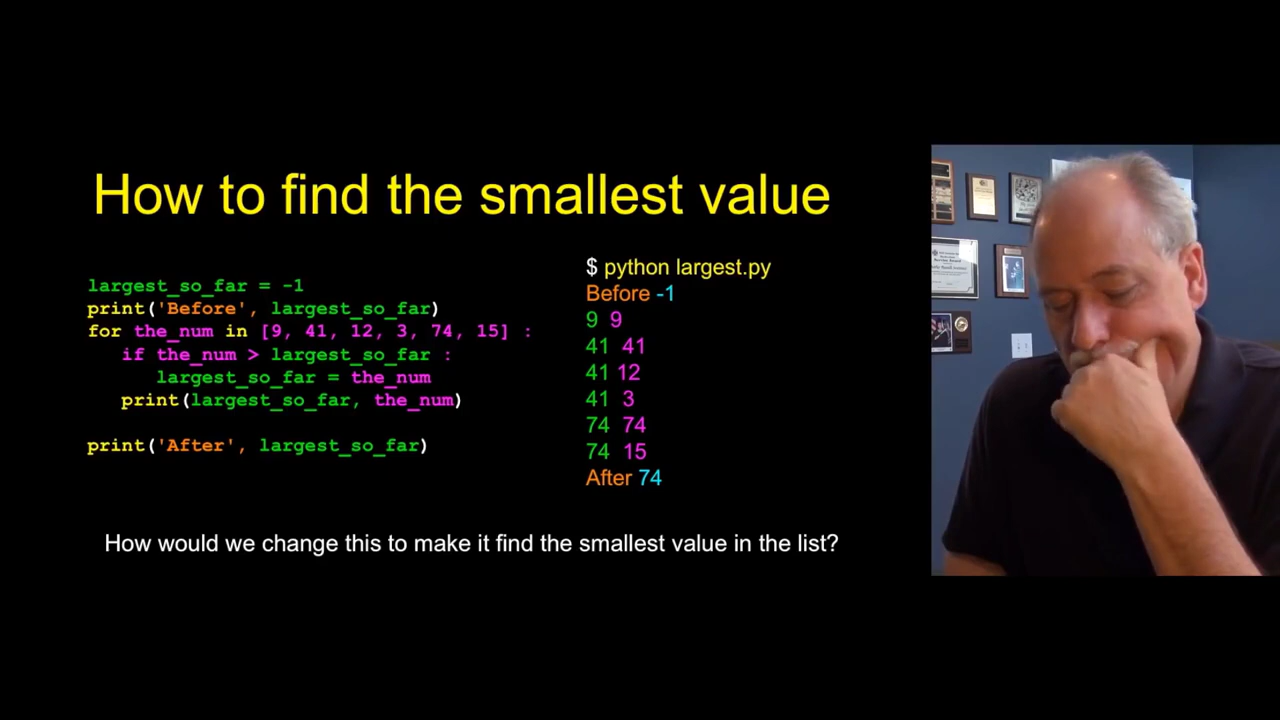 How to find the smallest value
largest_so_far = -1
print('Before', largest_so_far)
for the_num in [9, 41, 12, 3, 74, 15] :
if the_num > largest_so_far :
largest_so_far = the_num
print(largest_so_far, the_num)
print('After', largest_so_far)
$ python largest.py
Before -1
9 9
41 41
41 12
41 3
74 74
74 15
After 74
How would we change this to make it find the smallest value in the list?